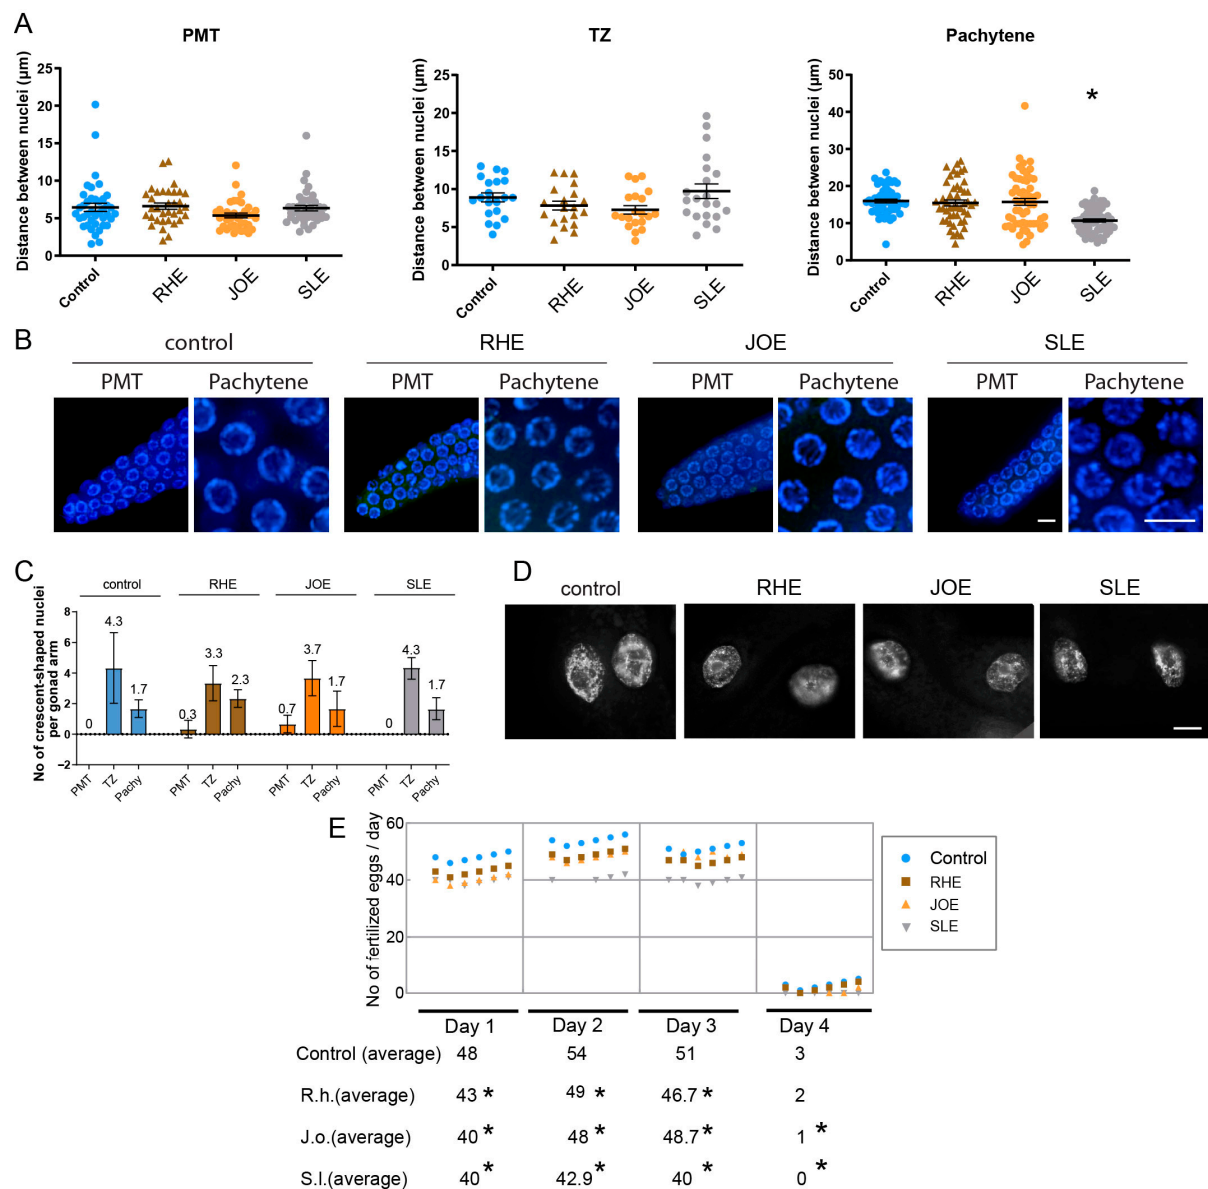 A
PMT
TZ
Pachytene
Distance between nuclei (µm)
25
20
15
10
5
0
Control
RHE
JOE
SLE
Distance between nuclei (µm)
25
20
15
10
5
0
Control
RHE
JOE
SLE
Distance between nuclei (µm)
50
40
30
20
10
0
*
Control
RHE
JOE
SLE
B
control
RHE
JOE
SLE
PMT Pachytene
PMT Pachytene
PMT Pachytene
PMT Pachytene
C
control
RHE
JOE
SLE
No of crescent-shaped nuclei
per gonad arm
8
6
4
2
0
−2
0
4.3
1.7
0.3
3.3
2.3
0.7
3.7
1.7
0
4.3
1.7
PMT
TZ
Pachy
PMT
TZ
Pachy
PMT
TZ
Pachy
PMT
TZ
Pachy
D
control
RHE
JOE
SLE
E
No of fertilized eggs / day
60
40
20
0
Control
RHE
JOE
SLE
Day 1 Day 2 Day 3 Day 4
Control (average) 48 54 51 3
R.h.(average) 43 * 49 * 46.7 * 2
J.o.(average) 40 * 48 * 48.7 * 1 *
S.l.(average) 40 * 42.9 * 40 * 0 *